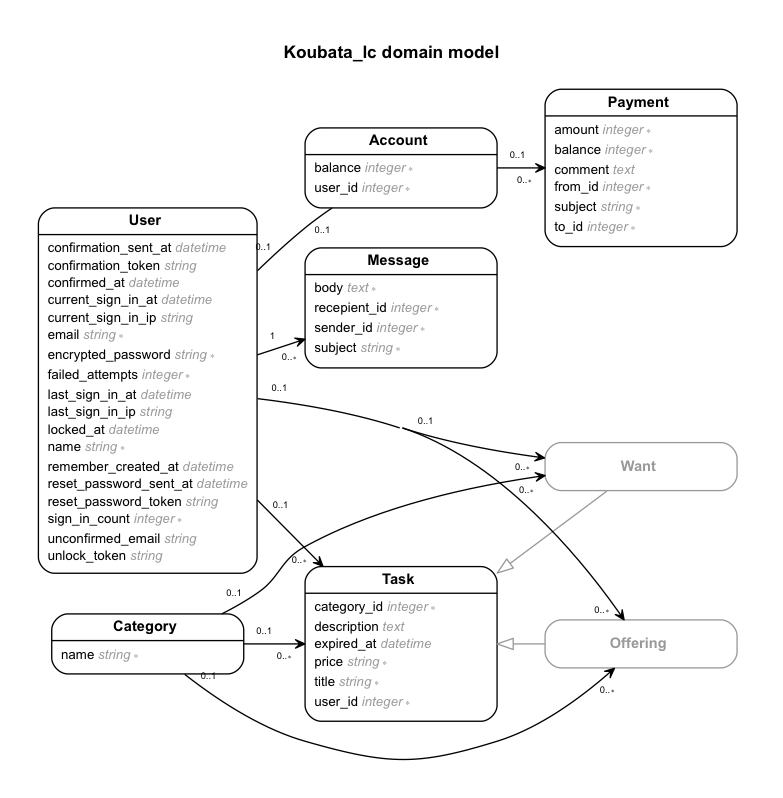 Koubata_lc domain model
Payment
amount integer *
balance integer *
comment text
from_id integer *
subject string *
to_id integer *
Account
balance integer *
user_id integer *
0..1
0..*
User
confirmation_sent_at datetime
confirmation_token string
confirmed_at datetime
current_sign_in_at datetime
current_sign_in_ip string
email string *
encrypted_password string *
failed_attempts integer *
last_sign_in_at datetime
last_sign_in_ip string
locked_at datetime
name string *
remember_created_at datetime
reset_password_sent_at datetime
reset_password_token string
sign_in_count integer *
unconfirmed_email string
unlock_token string
0..1
0..1
Message
body text *
recepient_id integer *
sender_id integer *
subject string *
1
0..*
0..1
0..1
0..*
0..*
Want
0..1
0..*
0..1
Task
category_id integer *
description text
expired_at datetime
price string *
title string *
user_id integer *
Category
name string *
0..1
0..*
0..1
0..*
Offering
0..*